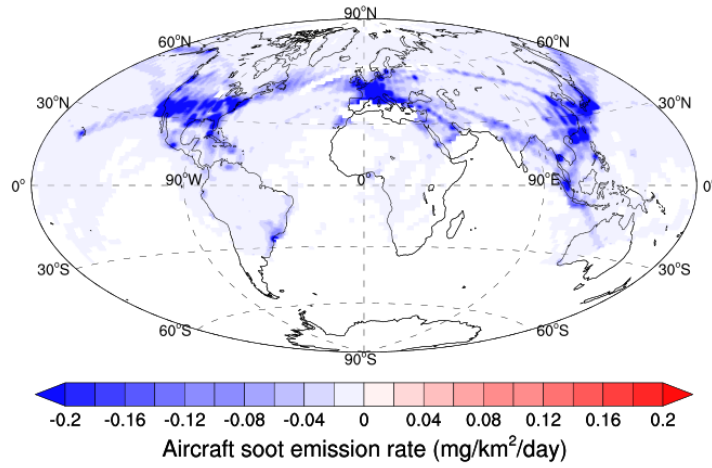 90°N
60°N 60°N
30°N 30°N
0° 90°W 0° 90°E 0°
30°S 30°S
60°S 60°S
90°S
-0.2 -0.16 -0.12 -0.08 -0.04 0 0.04 0.08 0.12 0.16 0.2
Aircraft soot emission rate (mg/km²/day)